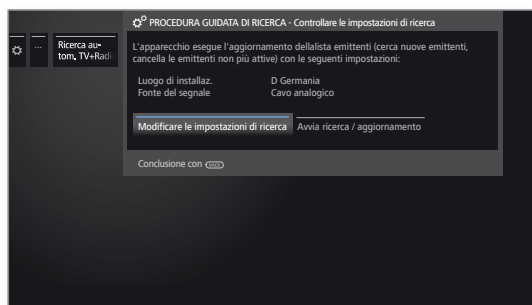 PROCEDURA GUIDATA DI RICERCA - Controllare le impostazioni di ricerca
...
Ricerca au-
tom. TV+Radi
L'apparecchio esegue l'aggiornamento dellalista emittenti (cerca nuove emittenti,
cancella le emittenti non più attive) con le seguenti impostazioni:
Luogo di installaz. D Germania
Fonte del segnale Cavo analogico
Modificare le impostazioni di ricerca Avvia ricerca / aggiornamento
Conclusione con BACK